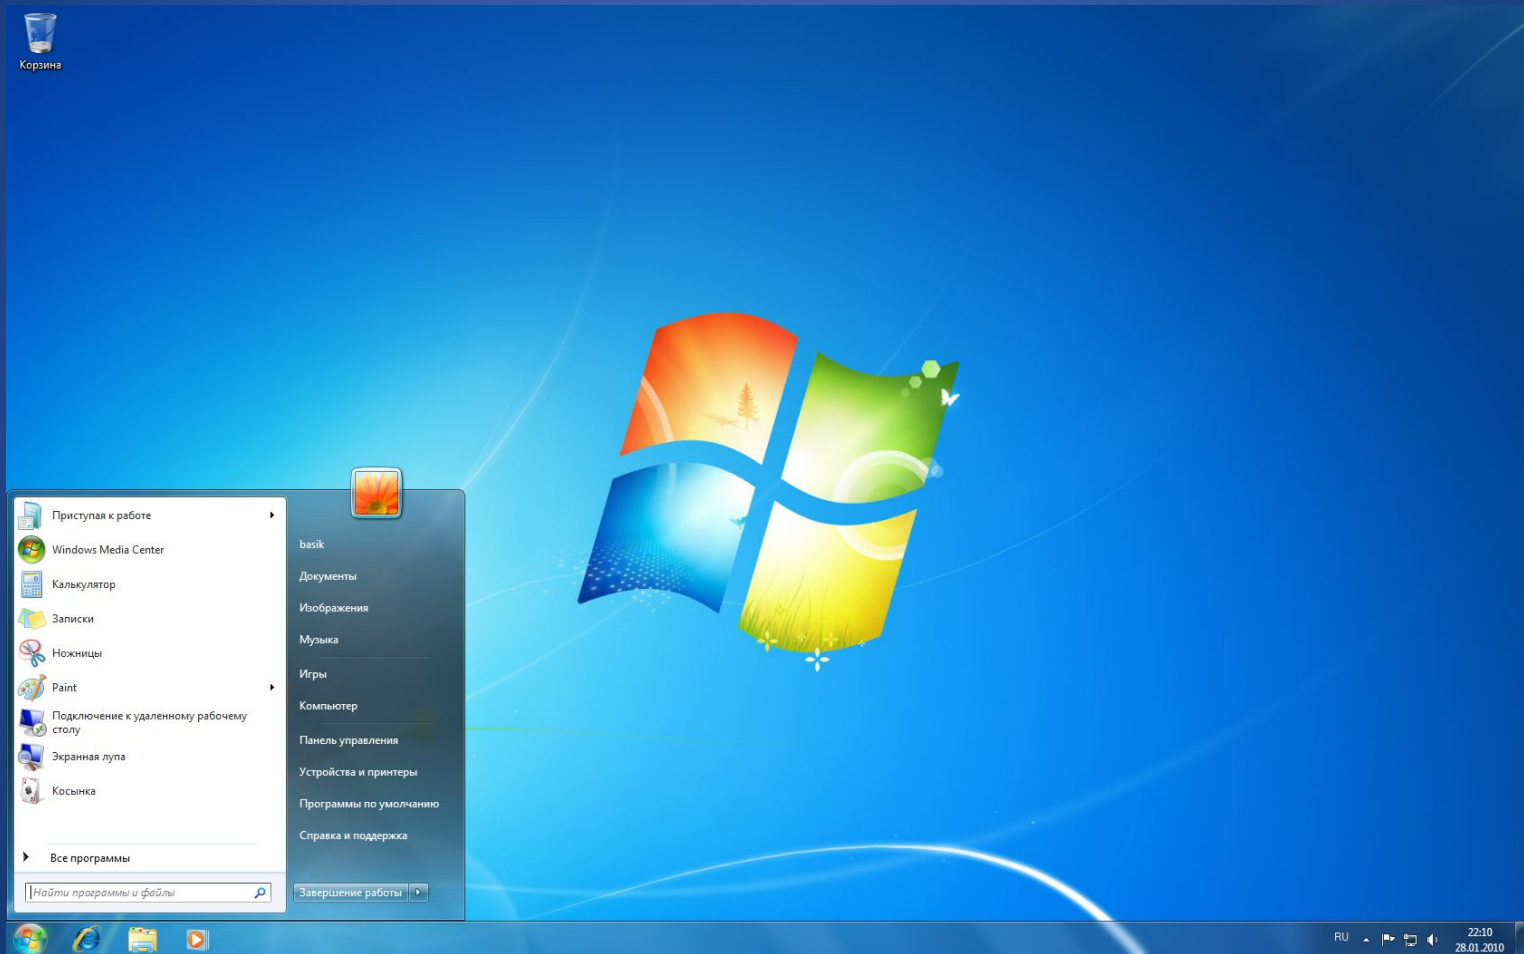 Корзина
Приступая к работе
Windows Media Center
Калькулятор
Записки
Ножницы
Paint
Подключение к удаленному рабочему
столу
Экранная лупа
Косынка
Все программы
Найти программы и файлы
basik
Документы
Изображения
Музыка
Игры
Компьютер
Панель управления
Устройства и принтеры
Программы по умолчанию
Справка и поддержка
Завершение работы
RU
22:10
28.01.2010